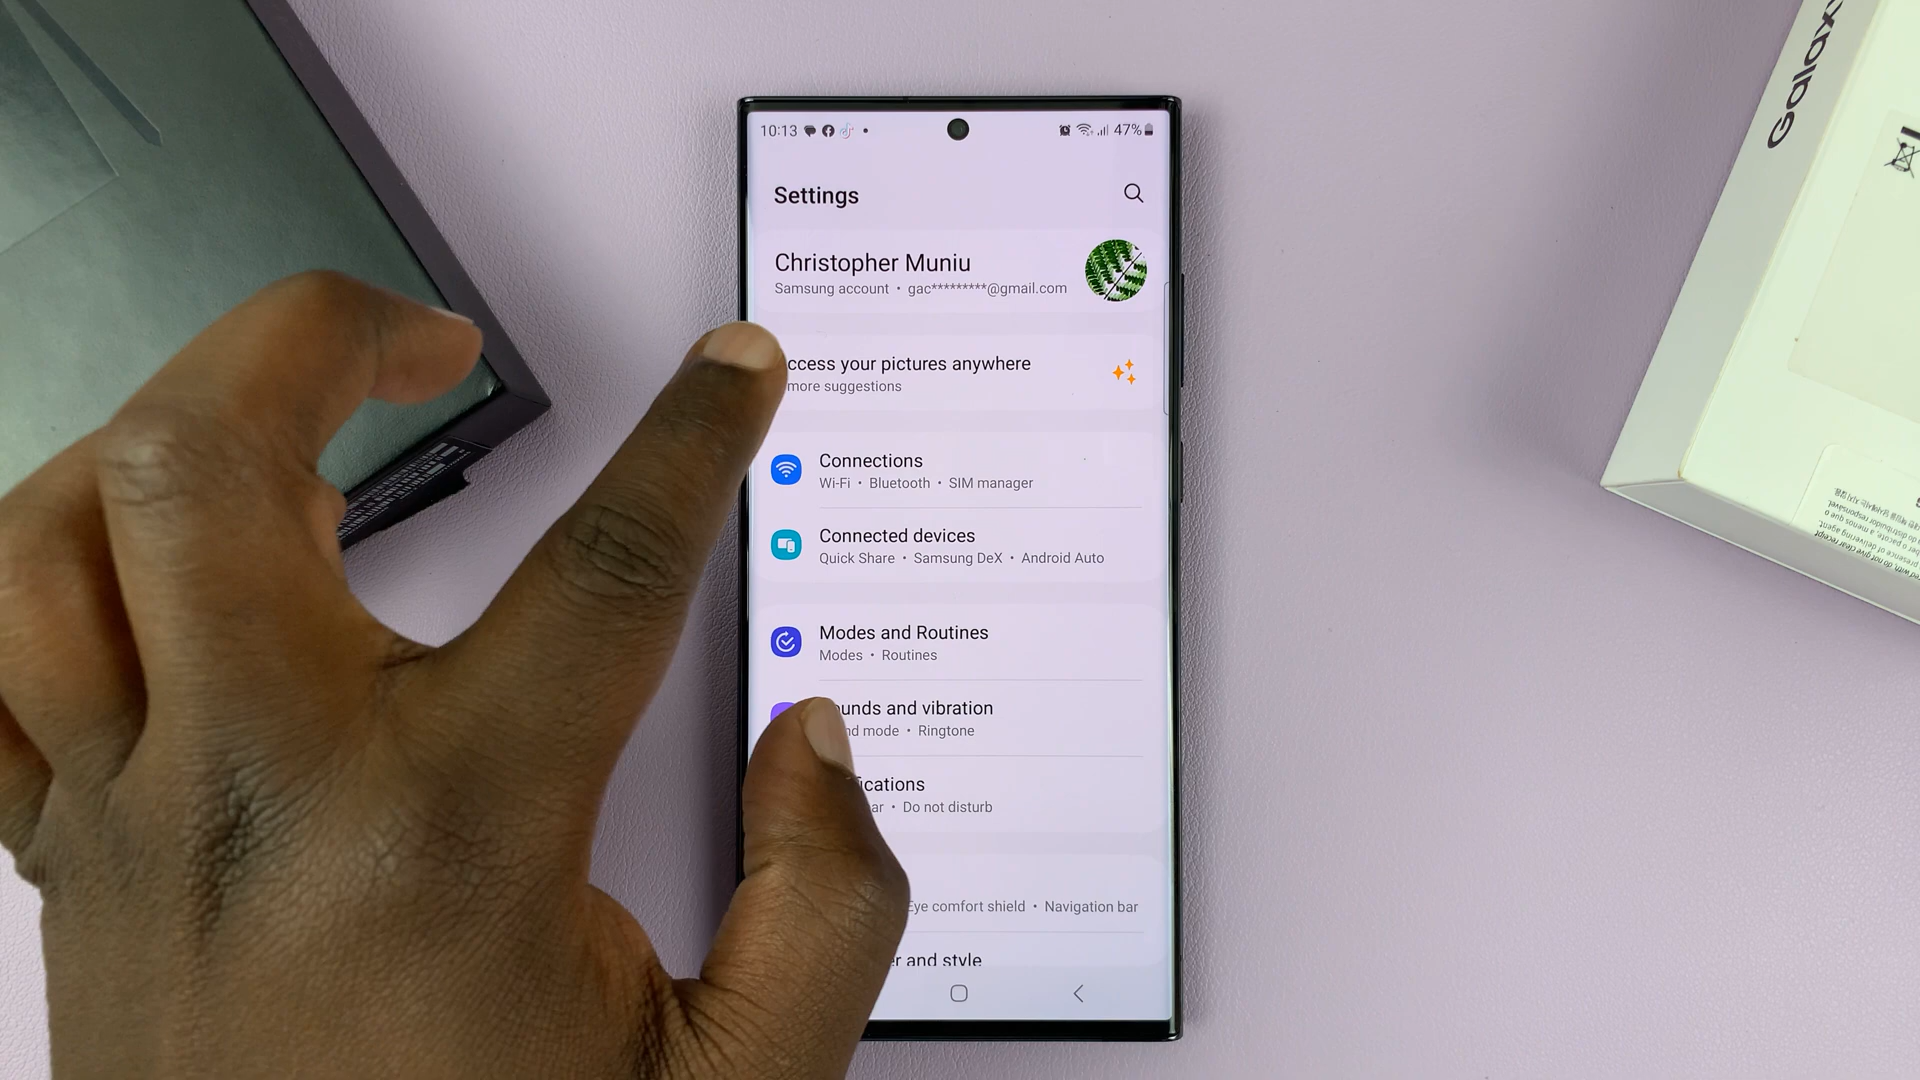 10:13
47%
Settings
Christopher Muniu
Samsung account • gac*********@gmail.com
ccess your pictures anywhere
more suggestions
Connections
Wi-Fi • Bluetooth • SIM manager
Connected devices
Quick Share • Samsung DeX • Android Auto
Modes and Routines
Modes • Routines
ounds and vibration
nd mode • Ringtone
ications
ar • Do not disturb
Eye comfort shield • Navigation bar
r and style
Galaxy